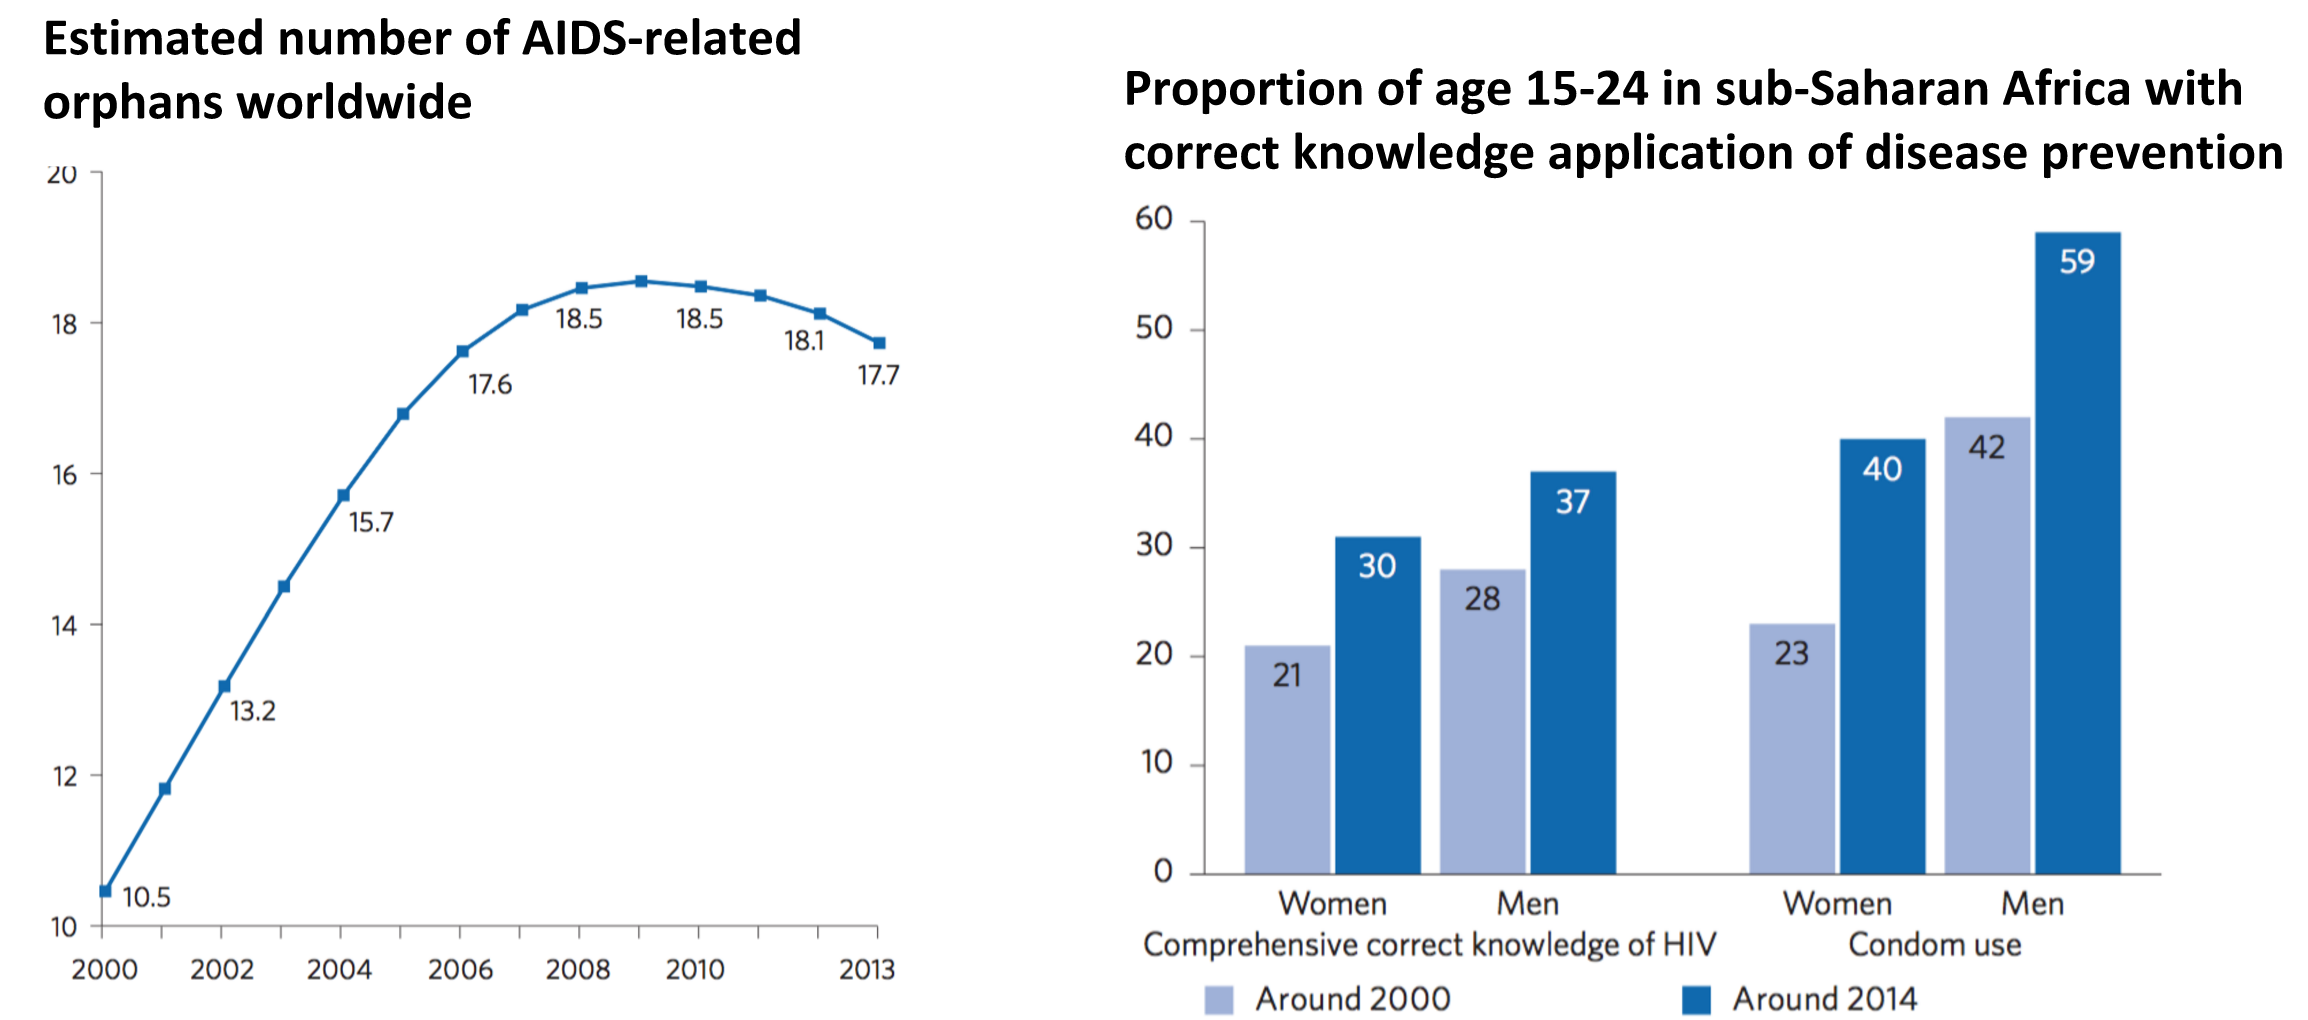 Estimated number of AIDS-related
orphans worldwide
20
18
16
14
12
10
10.5
13.2
15.7
17.6
18.5
18.5
18.1
17.7
2000 2002 2004 2006 2008 2010 2013
Proportion of age 15-24 in sub-Saharan Africa with
correct knowledge application of disease prevention
60
50
40
30
20
10
0
21 30 28 37 23 40 42 59
Women Men Women Men
Comprehensive correct knowledge of HIV Condom use
Around 2000 Around 2014